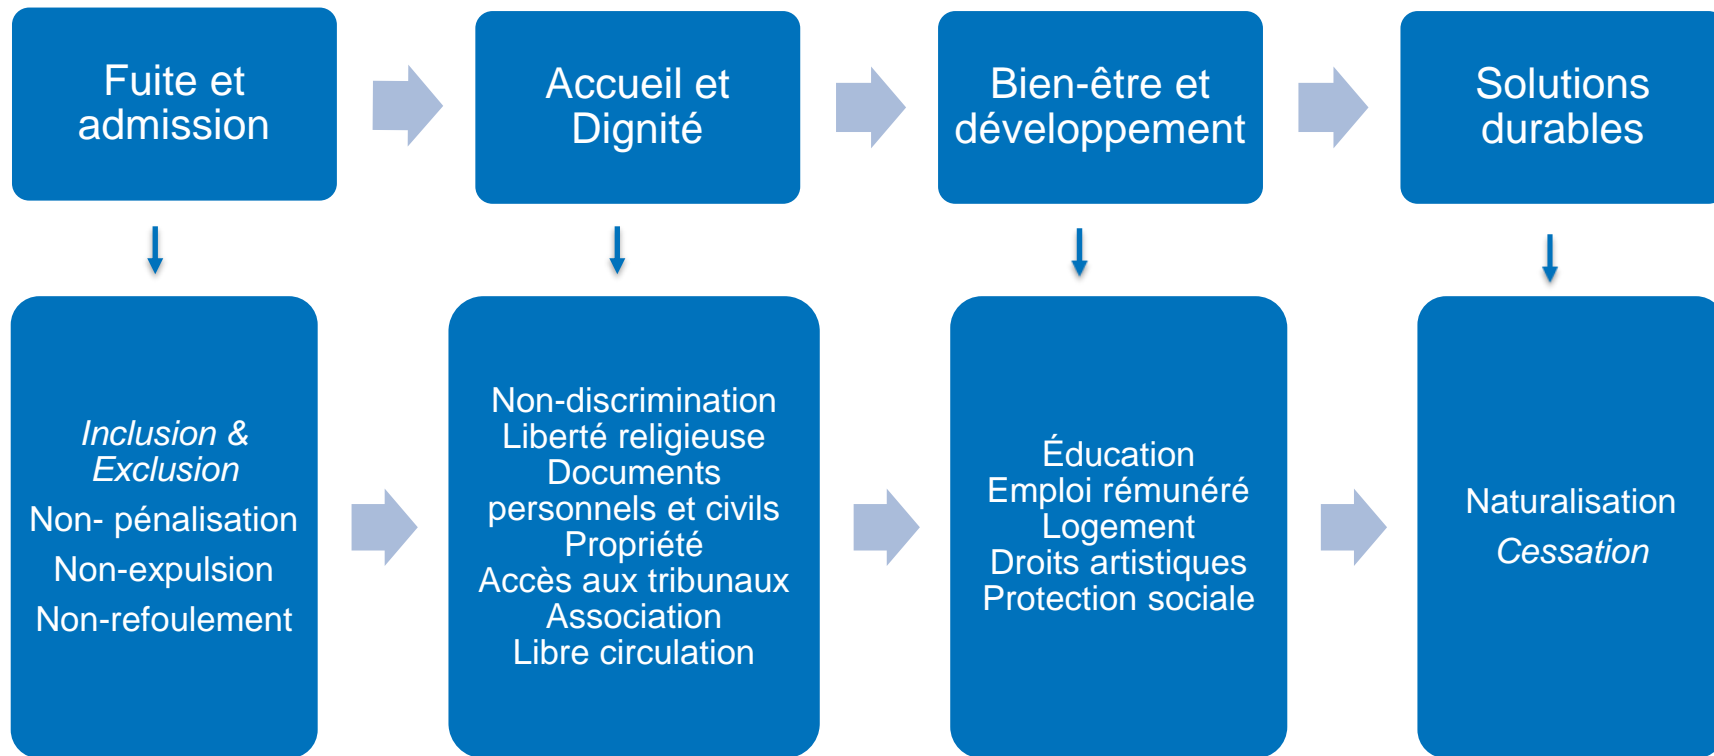 Fuite et
admission
Accueil et
Dignité
Bien-être et
développement
Solutions
durables
Inclusion &
Exclusion
Non- pénalisation
Non-expulsion
Non-refoulement
Non-discrimination
Liberté religieuse
Documents
personnels et civils
Propriété
Accès aux tribunaux
Association
Libre circulation
Éducation
Emploi rémunéré
Logement
Droits artistiques
Protection sociale
Naturalisation
Cessation